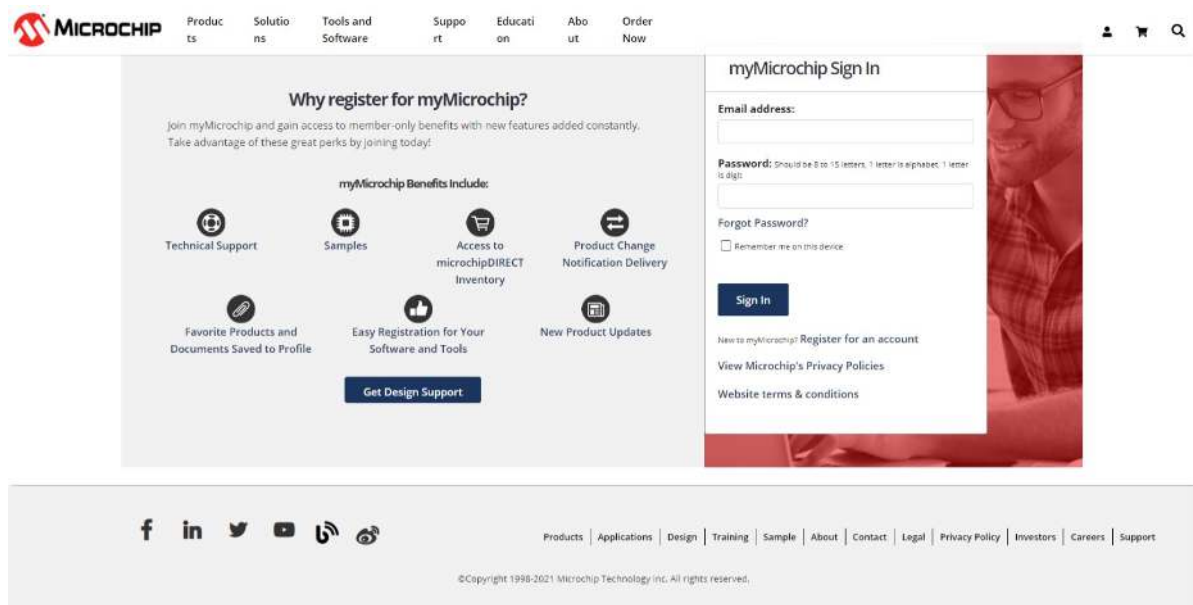 MICROCHIP
Produc
ts
Solutio
ns
Tools and
Software
Suppo
rt
Educati
on
Abo
ut
Order
Now
Why register for myMicrochip?
Join myMicrochip and gain access to member-only benefits with new features added constantly.
Take advantage of these great perks by joining today!
myMicrochip Benefits Include:
Technical Support
Samples
Access to
microchipDIRECT
Inventory
Product Change
Notification Delivery
Favorite Products and
Documents Saved to Profile
Easy Registration for Your
Software and Tools
New Product Updates
Get Design Support
myMicrochip Sign In
Email address:
Password: Should be 8 to 15 letters, 1 letter is alphabet, 1 letter
is digit
Forgot Password?
Remember me on this device
Sign In
New to myMicrochip? Register for an account
View Microchip's Privacy Policies
Website terms & conditions
Products | Applications | Design | Training | Sample | About | Contact | Legal | Privacy Policy | Investors | Careers | Support
©Copyright 1998-2021 Microchip Technology Inc. All rights reserved.